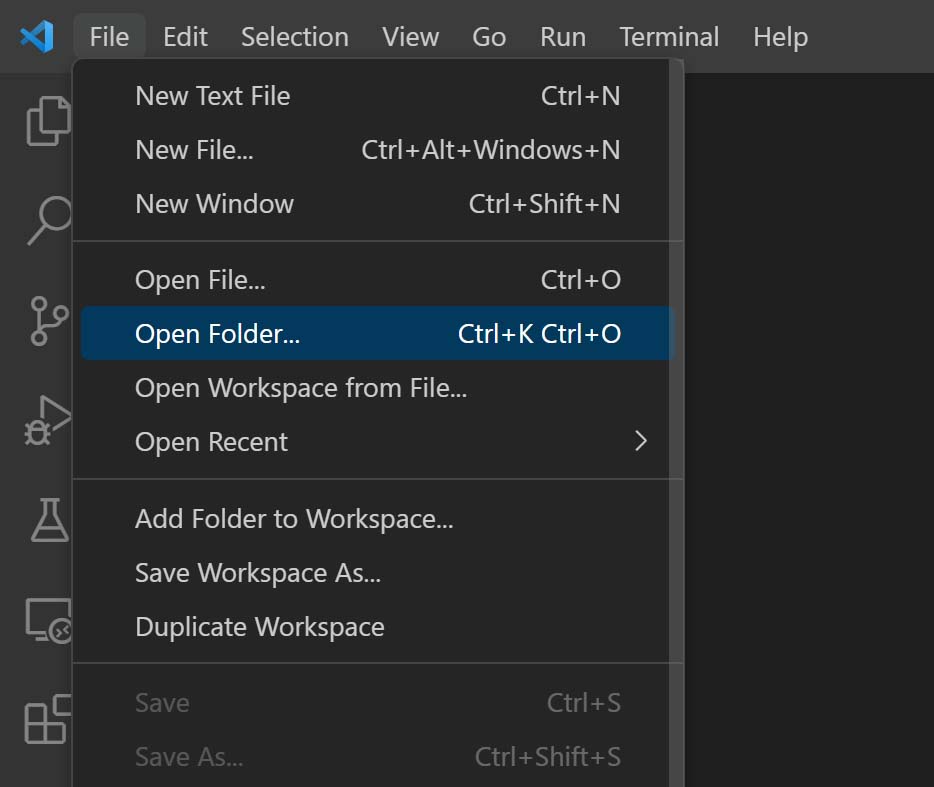 File Edit Selection View Go Run Terminal Help
New Text File Ctrl+N
New File... Ctrl+Alt+Windows+N
New Window Ctrl+Shift+N
Open File... Ctrl+O
Open Folder... Ctrl+K Ctrl+O
Open Workspace from File...
Open Recent
Add Folder to Workspace...
Save Workspace As...
Duplicate Workspace
Save Ctrl+S
Save As... Ctrl+Shift+S